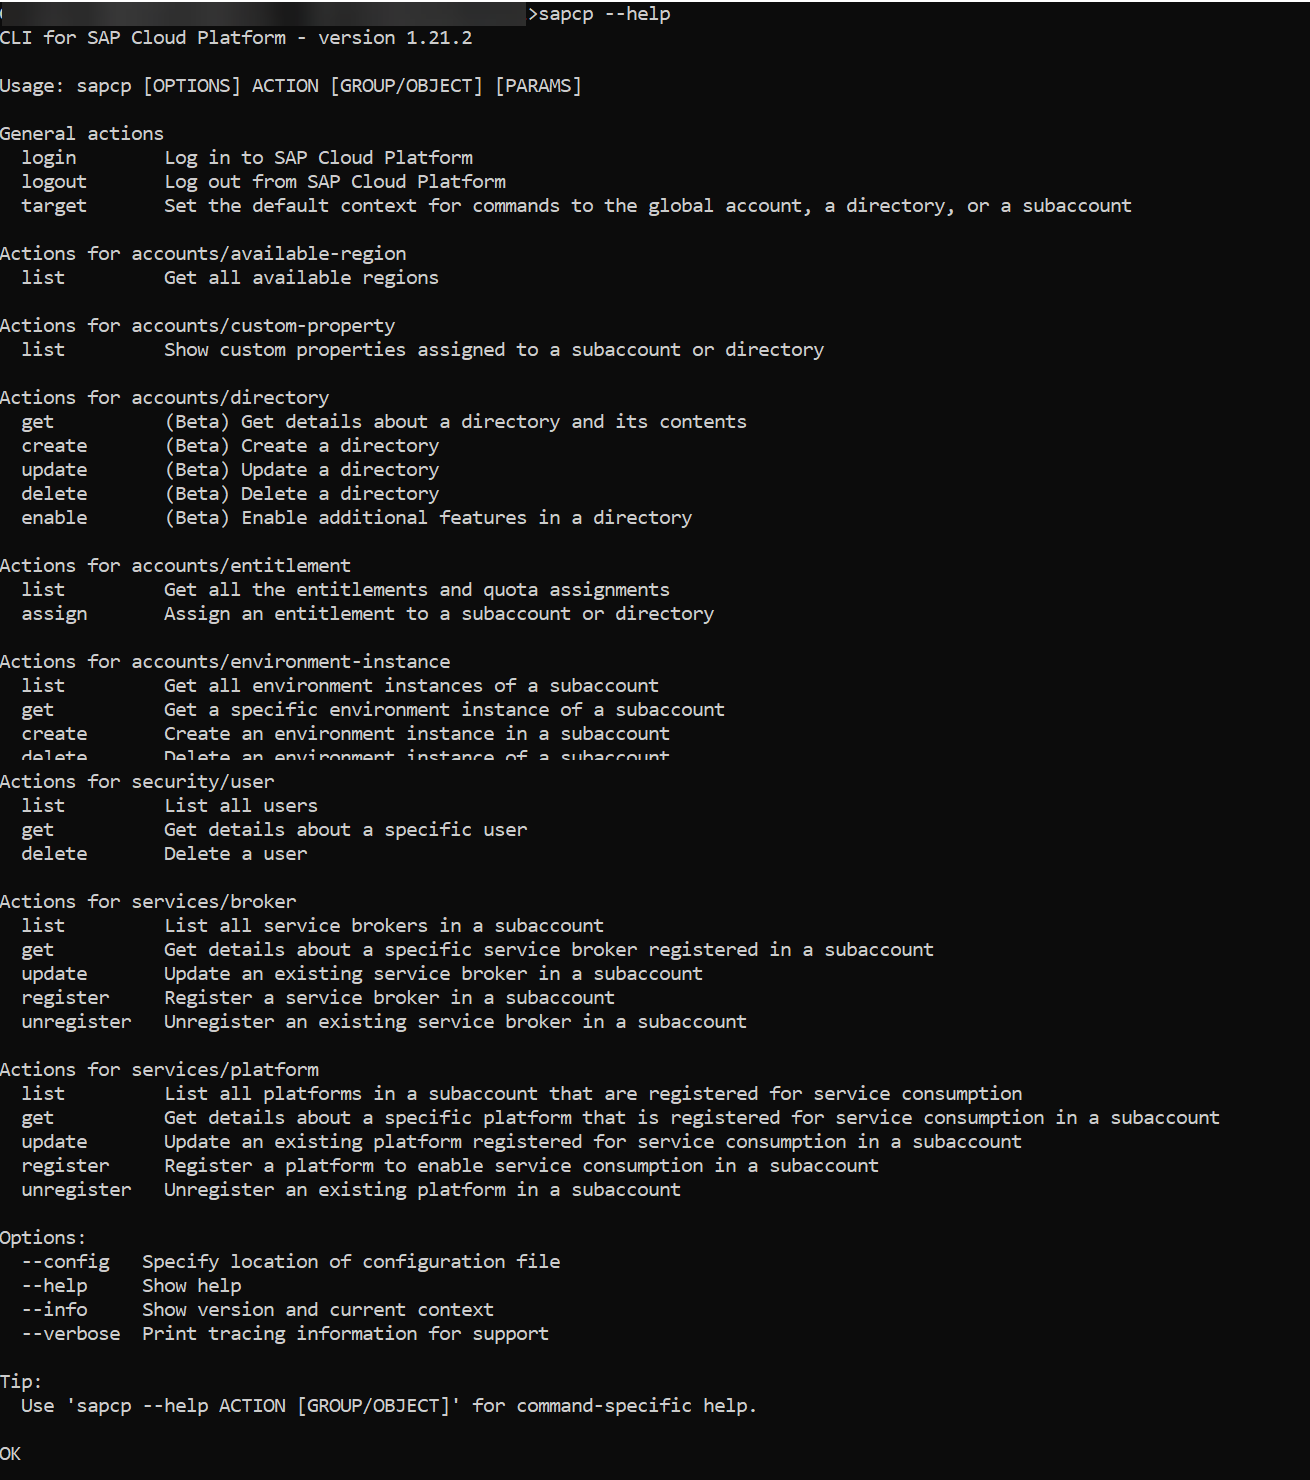 >sapcp --help
CLI for SAP Cloud Platform - version 1.21.2
Usage: sapcp [OPTIONS] ACTION [GROUP/OBJECT] [PARAMS]
General actions
login Log in to SAP Cloud Platform
logout Log out from SAP Cloud Platform
target Set the default context for commands to the global account, a directory, or a subaccount
Actions for accounts/available-region
list Get all available regions
Actions for accounts/custom-property
list Show custom properties assigned to a subaccount or directory
Actions for accounts/directory
get (Beta) Get details about a directory and its contents
create (Beta) Create a directory
update (Beta) Update a directory
delete (Beta) Delete a directory
enable (Beta) Enable additional features in a directory
Actions for accounts/entitlement
list Get all the entitlements and quota assignments
assign Assign an entitlement to a subaccount or directory
Actions for accounts/environment-instance
list Get all environment instances of a subaccount
get Get a specific environment instance of a subaccount
create Create an environment instance in a subaccount
delete Delete an environment instance of a subaccount
Actions for security/user
list List all users
get Get details about a specific user
delete Delete a user
Actions for services/broker
list List all service brokers in a subaccount
get Get details about a specific service broker registered in a subaccount
update Update an existing service broker in a subaccount
register Register a service broker in a subaccount
unregister Unregister an existing service broker in a subaccount
Actions for services/platform
list List all platforms in a subaccount that are registered for service consumption
get Get details about a specific platform that is registered for service consumption in a subaccount
update Update an existing platform registered for service consumption in a subaccount
register Register a platform to enable service consumption in a subaccount
unregister Unregister an existing platform in a subaccount
Options:
--config Specify location of configuration file
--help Show help
--info Show version and current context
--verbose Print tracing information for support
Tip:
Use 'sapcp --help ACTION [GROUP/OBJECT]' for command-specific help.
OK